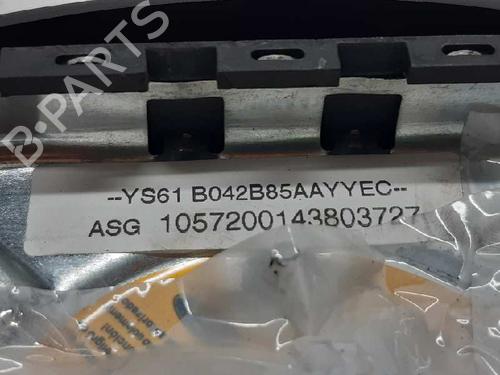 B-PARTS
--YS61 B042B85AAYYEC--
ASG 1057200143803727